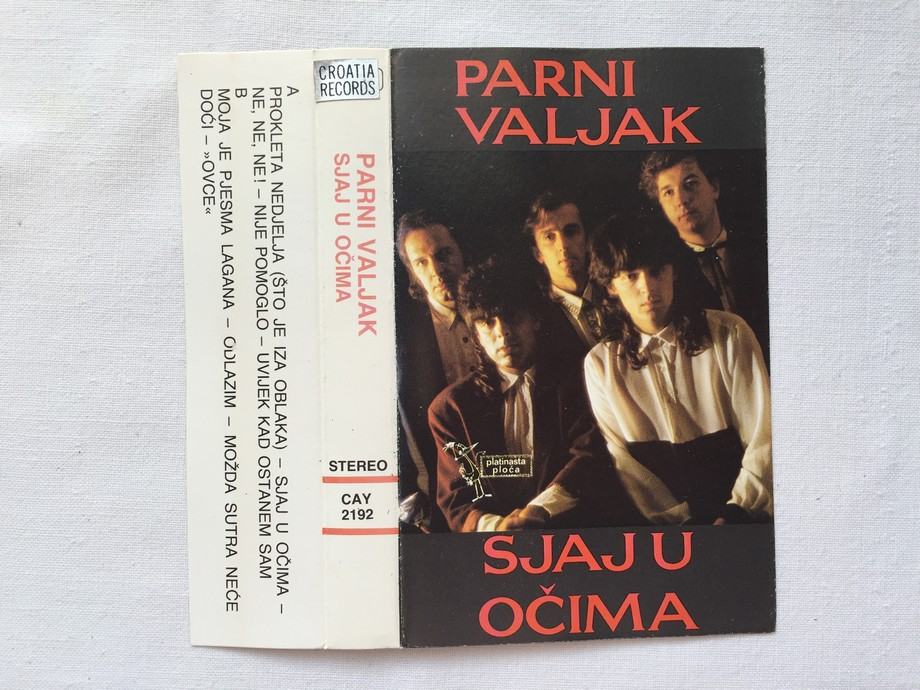 A
PROKLETA NEDJELJA (ŠTO JE IZA OBLAKA) – SJAJ U OČIMA –
NE, NE, NE! – NIJE POMOGLO – UVIJEK KAD OSTANEM SAM
B
MOJA JE PJESMA LAGANA – ODLAZIM – MOŽDA SUTRA NEĆE
DOĆI – »OVCE«
CROATIA
RECORDS
PARNI VALJAK
SJAJ U OČIMA
STEREO
CAY
2192
PARNI
VALJAK
platinasta
ploča
SJAJ U
OČIMA